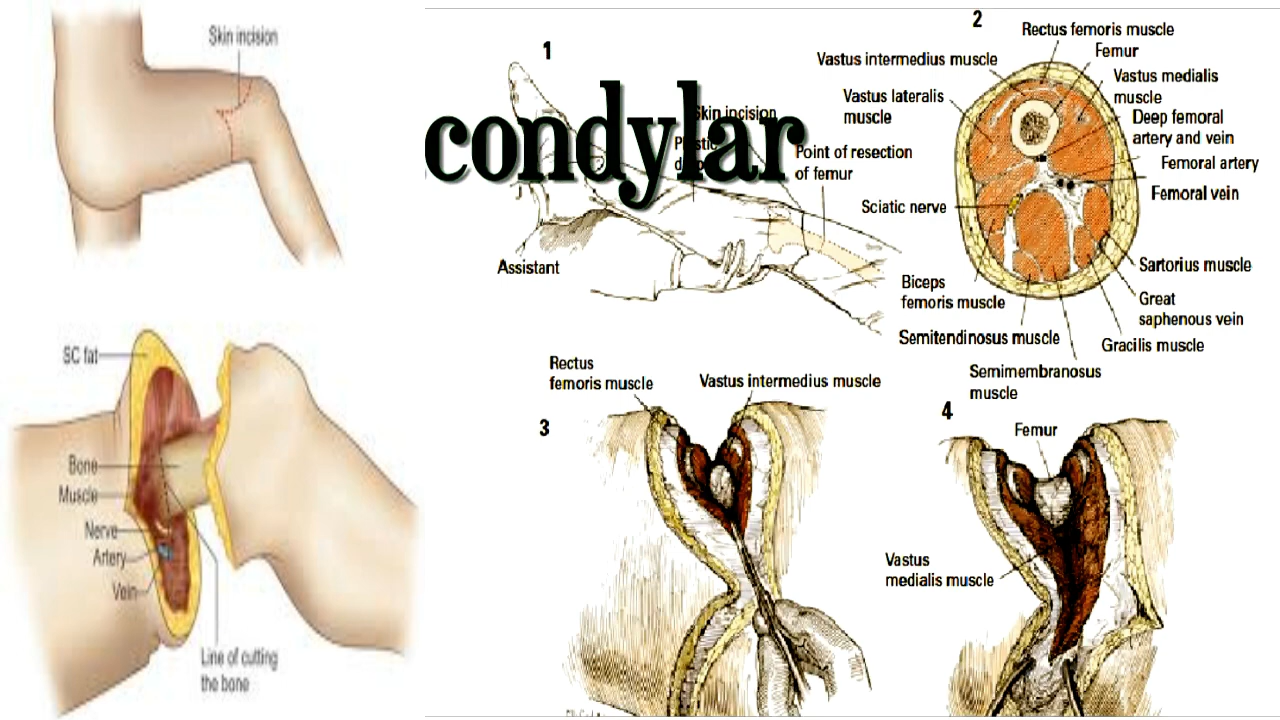 Skin incision
SC fat
Bone
Muscle
Nerve
Artery
Vein
Line of cutting
the bone
condylar
1
Skin incision
Point of resection
of femur
Assistant
2
Rectus femoris muscle
Femur
Vastus intermedius muscle
Vastus medialis
muscle
Vastus lateralis
muscle
Deep femoral
artery and vein
Femoral artery
Femoral vein
Sciatic nerve
Sartorius muscle
Biceps
femoris muscle
Great
saphenous vein
Semitendinosus muscle
Gracilis muscle
Semimembranosus
muscle
3
Rectus
femoris muscle
Vastus intermedius muscle
4
Femur
Vastus
medialis muscle